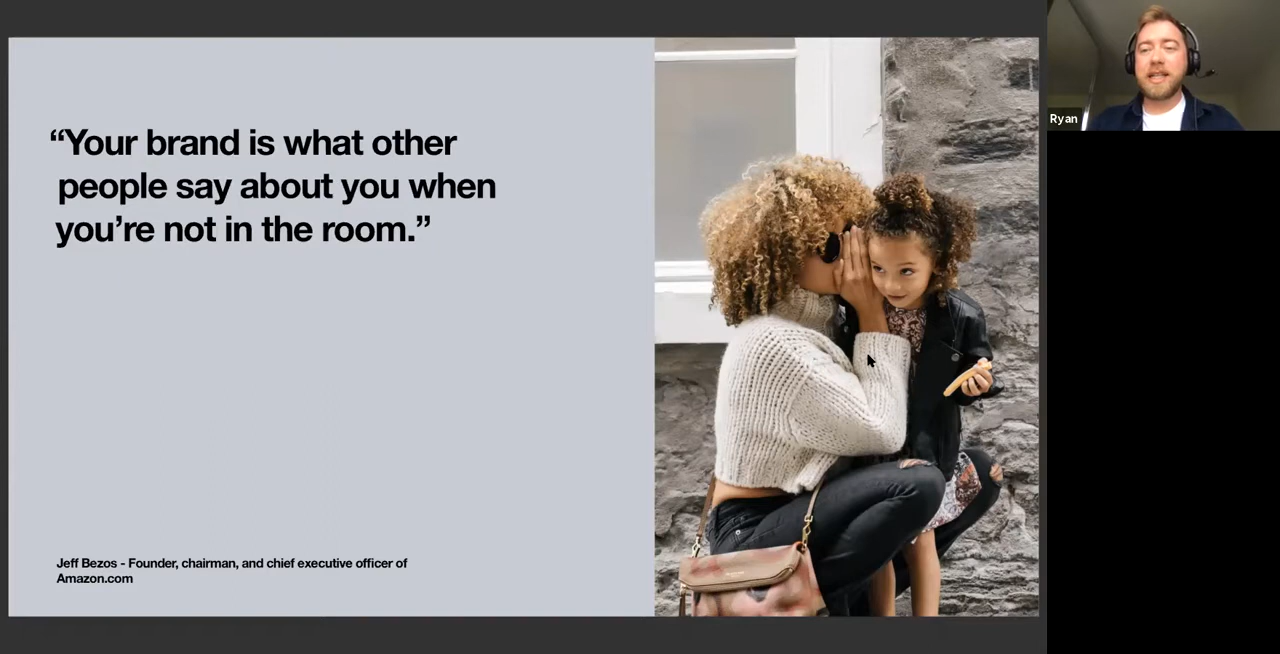 “Your brand is what other
people say about you when
you’re not in the room.”
Jeff Bezos - Founder, chairman, and chief executive officer of
Amazon.com
Ryan